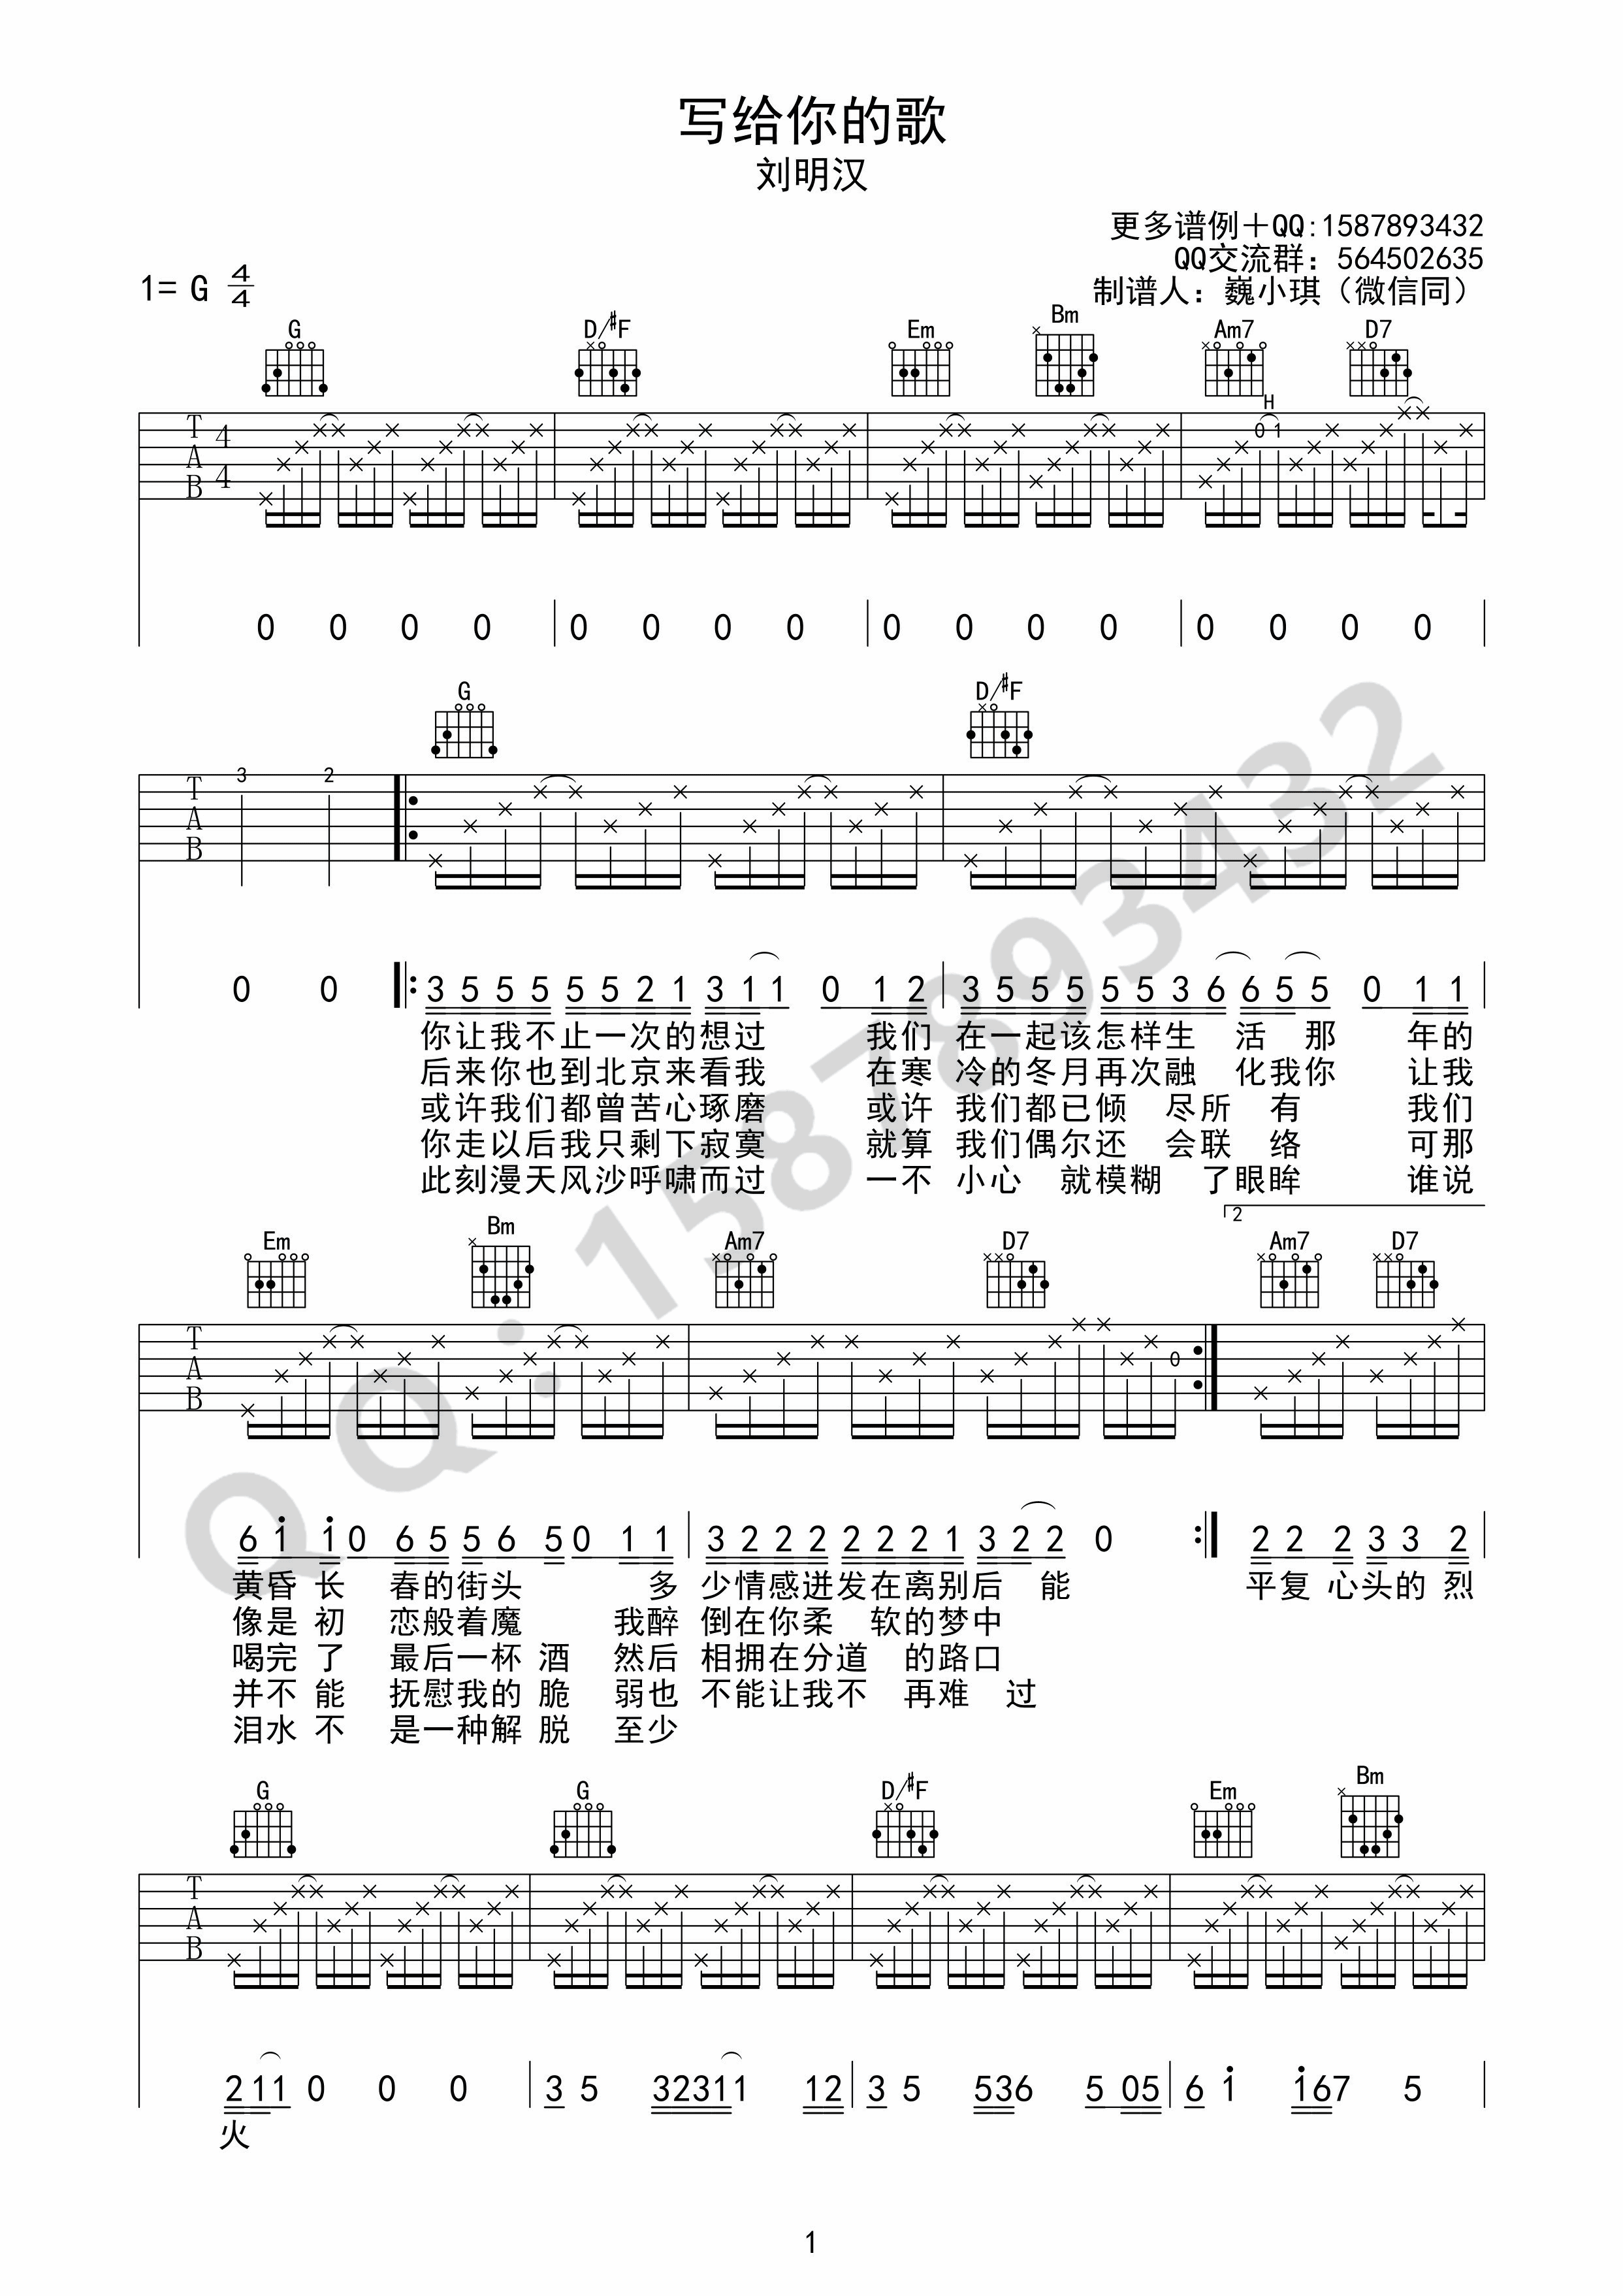 写给你的歌
刘明汉
更多谱例＋QQ:1587893432
QQ交流群：564502635
1= G 4/4
制谱人：巍小琪（微信同）
G D/#F Em Bm Am7 D7
H
T A B 4 4 0 1
0 0 0 0 0 0 0 0 0 0 0 0 0 0 0 0
G D/#F
T A B 3 2
0 0 3 5 5 5 5 5 2 1 3 1 1 0 1 2 3 5 5 5 5 5 3 6 6 5 5 0 1 1
你让我不止一次的想过 我们 在一起该怎样生 活 那 年的
后来你也到北京来看我 在寒 冷的冬月再次融 化我你 让我
或许我们都曾苦心琢磨 或许 我们都已倾 尽所 有 我们
你走以后我只剩下寂寞 就算 我们偶尔还 会联 络 可那
此刻漫天风沙呼啸而过 一不 小心 就模糊 了眼眸 谁说
2
Em Bm Am7 D7 Am7 D7
T A B 0
6 1 1 0 6 5 5 6 5 0 1 1 3 2 2 2 2 2 2 1 3 2 2 0 2 2 2 3 3 2
黄昏 长 春的街头 多 少情感迸发在离别后 能 平复 心头的 烈
像是 初 恋般着魔 我醉 倒在你柔 软的梦中
喝完 了 最后一杯 酒 然后 相拥在分道 的路口
并不 能 抚慰我的 脆 弱也 不能让我不 再难 过
泪水 不 是一种解 脱 至少
G G D/#F Em Bm
T A B
2 1 1 0 0 0 3 5 3 2 3 1 1 1 2 3 5 5 3 6 5 0 5 6 1 1 6 7 5
火
1
QQ:1587893432